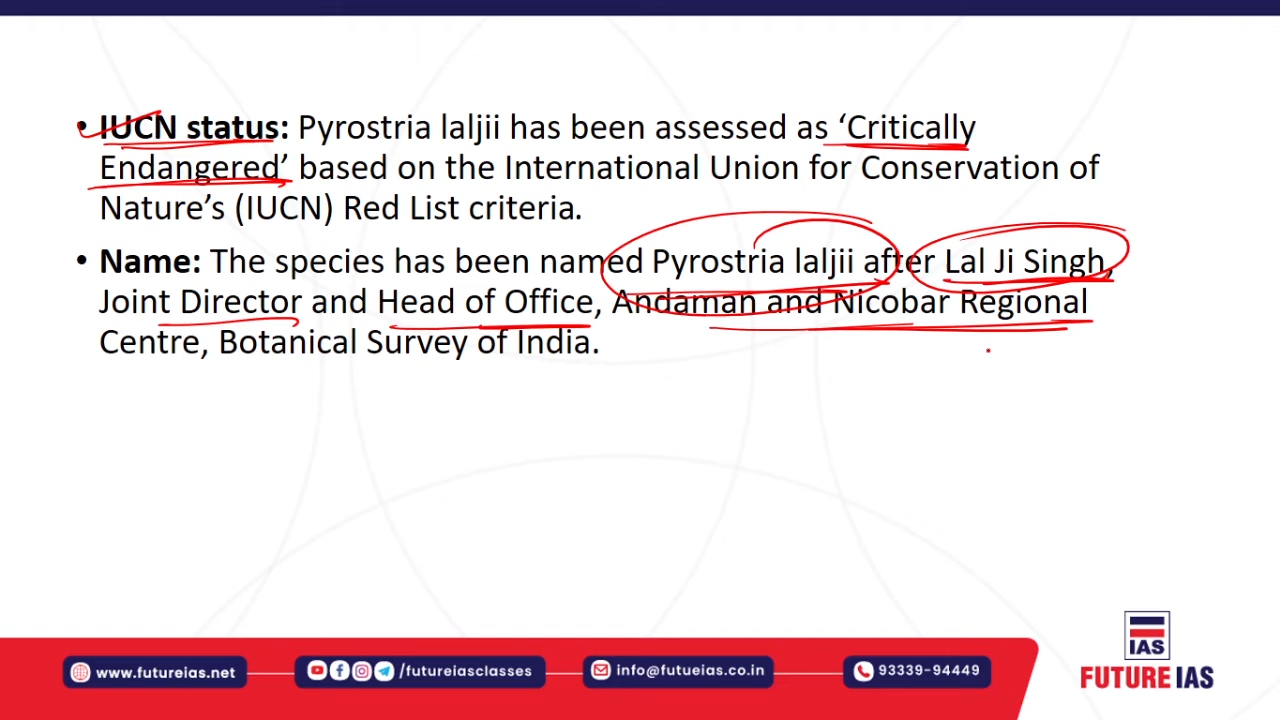 • IUCN status: Pyrostria laljii has been assessed as ‘Critically
Endangered’ based on the International Union for Conservation of
Nature’s (IUCN) Red List criteria.
• Name: The species has been named Pyrostria laljii after Lal Ji Singh,
Joint Director and Head of Office, Andaman and Nicobar Regional
Centre, Botanical Survey of India.
IAS
FUTURE IAS
www.futureias.net
/futureiasclasses
info@futueias.co.in
93339-94449